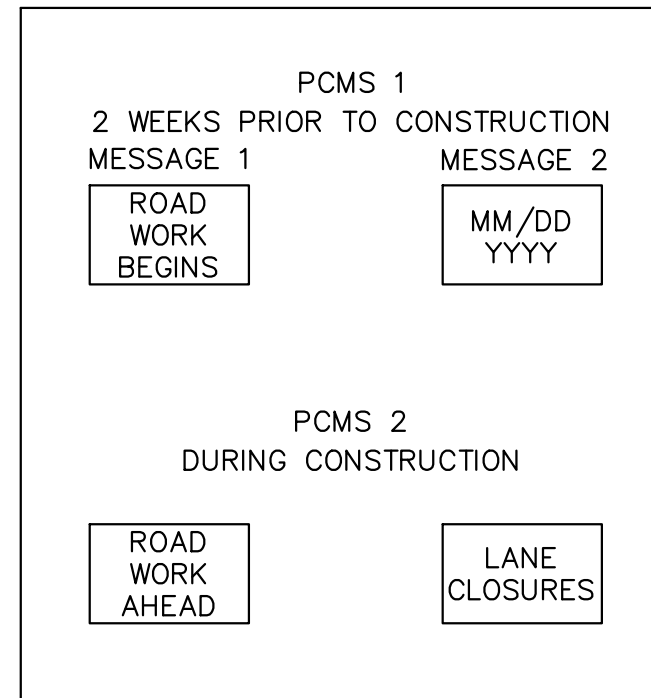 PCMS 1
2 WEEKS PRIOR TO CONSTRUCTION
MESSAGE 1
MESSAGE 2
ROAD
WORK
BEGINS
MM/DD
YYYY
PCMS 2
DURING CONSTRUCTION
ROAD
WORK
AHEAD
LANE
CLOSURES